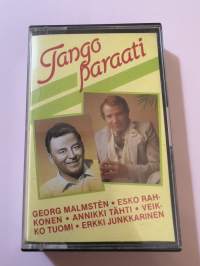 Tango
paraati
GEORG MALMSTÉN • ESKO RAH-
KONEN • ANNIKKI TÄHTI • VEIK-
KO TUOMI • ERKKI JUNKKARINEN